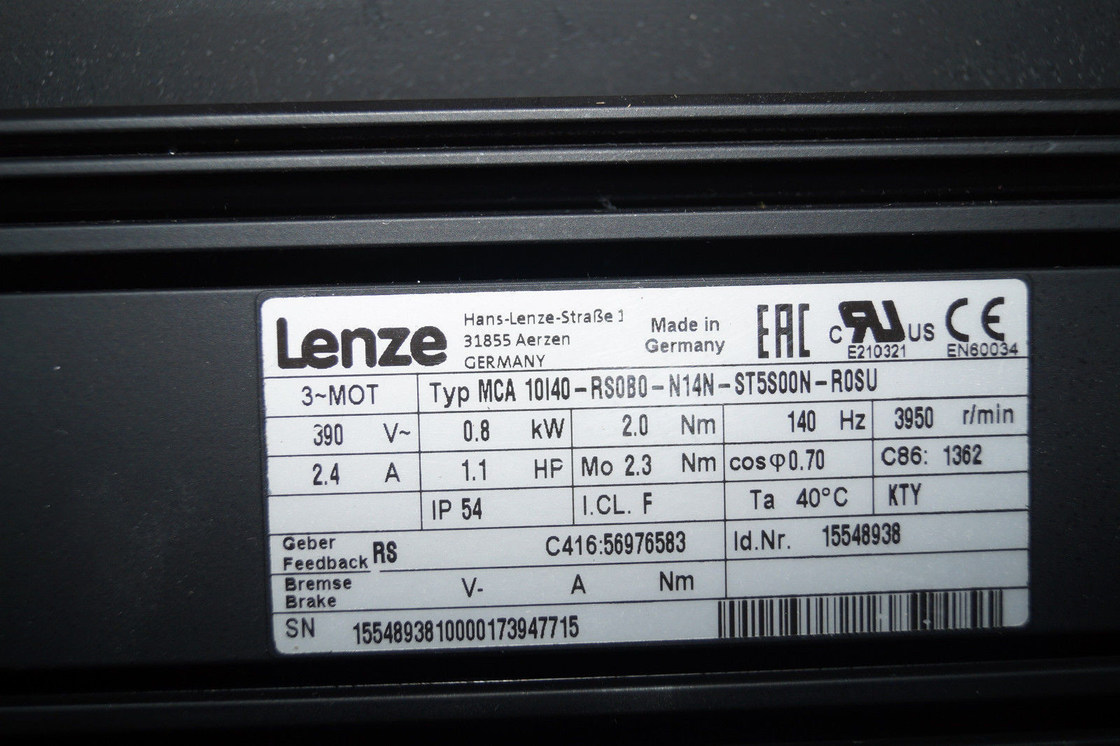 Lenze
Hans-Lenze-Straße 1
31855 Aerzen
GERMANY
Made in
Germany
EAC
c RU US
E210321
CE
EN60034
3~MOT Typ MCA 10I40-RS0B0-N14N-ST5S00N-R0SU
390 V~ 0.8 kW 2.0 Nm 140 Hz 3950 r/min
2.4 A 1.1 HP Mo 2.3 Nm cosφ0.70 C86: 1362
IP 54 I.CL. F Ta 40°C KTY
Geber
Feedback RS C416:56976583 Id.Nr. 15548938
Bremse
Brake V- A Nm
SN 1554893810000173947715